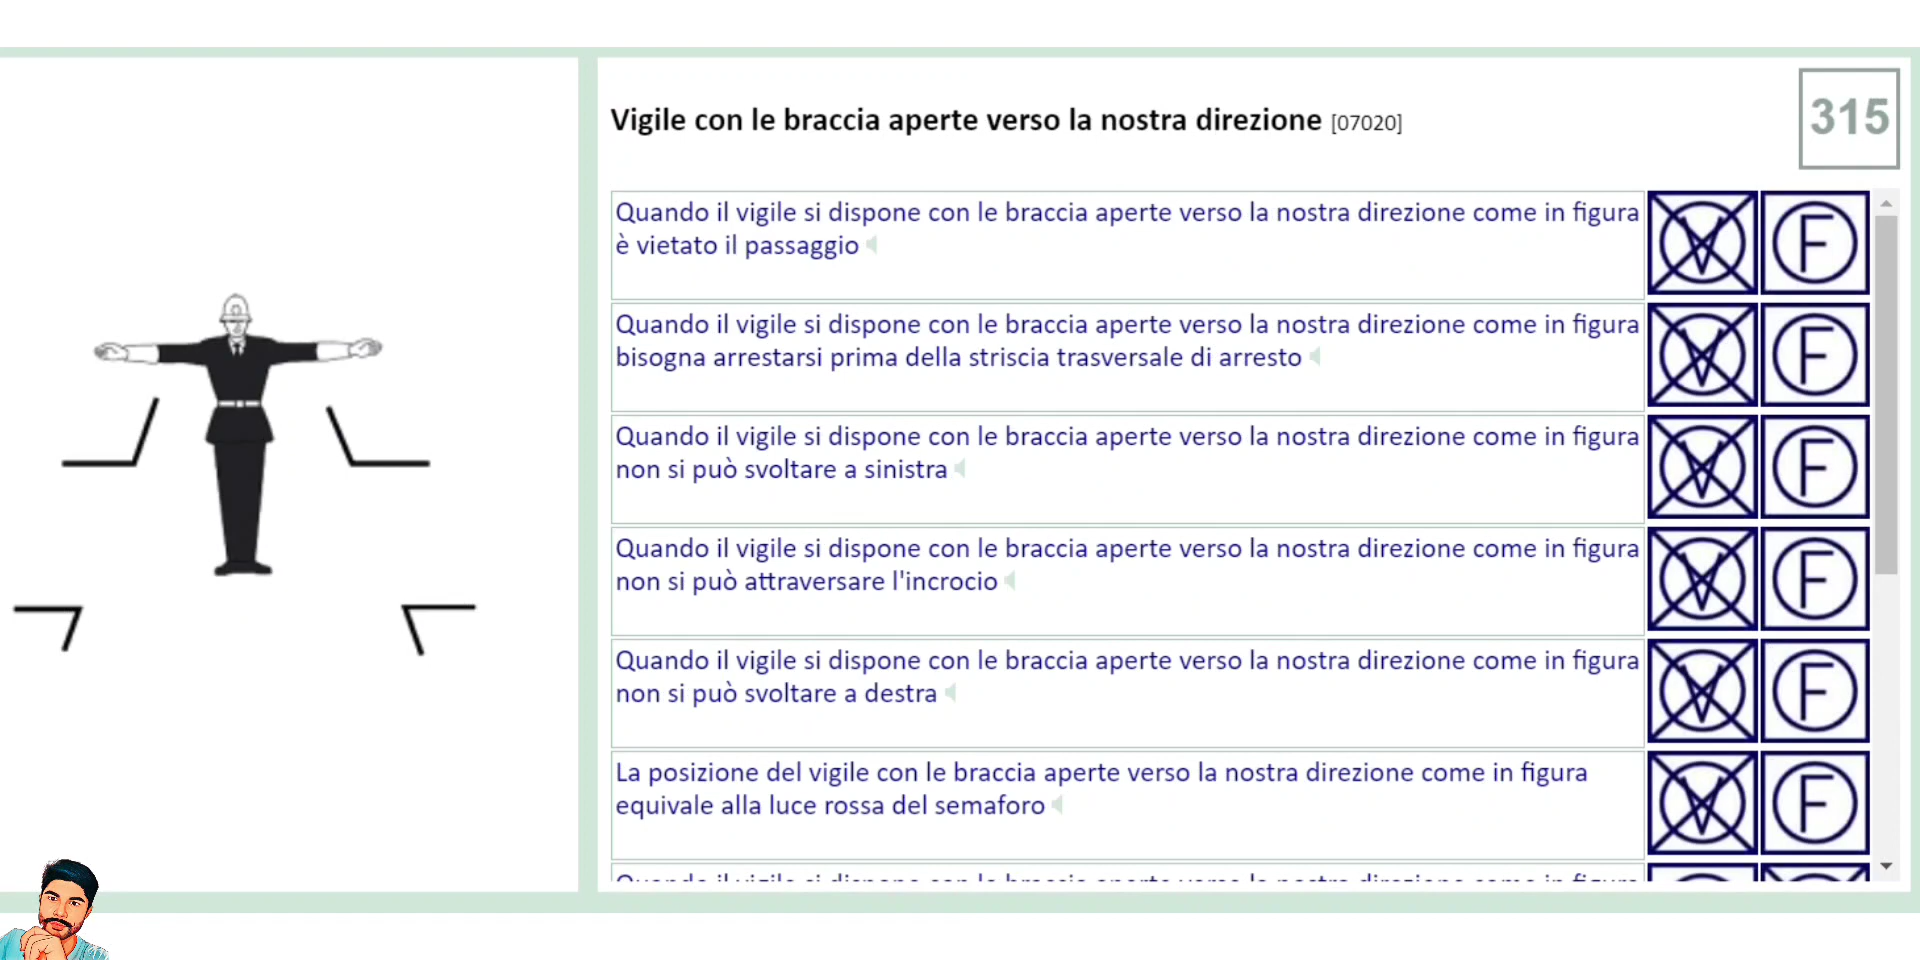 Vigile con le braccia aperte verso la nostra direzione [07020]
315
Quando il vigile si dispone con le braccia aperte verso la nostra direzione come in figura
è vietato il passaggio
V F
Quando il vigile si dispone con le braccia aperte verso la nostra direzione come in figura
bisogna arrestarsi prima della striscia trasversale di arresto
V F
Quando il vigile si dispone con le braccia aperte verso la nostra direzione come in figura
non si può svoltare a sinistra
V F
Quando il vigile si dispone con le braccia aperte verso la nostra direzione come in figura
non si può attraversare l'incrocio
V F
Quando il vigile si dispone con le braccia aperte verso la nostra direzione come in figura
non si può svoltare a destra
V F
La posizione del vigile con le braccia aperte verso la nostra direzione come in figura
equivale alla luce rossa del semaforo
V F